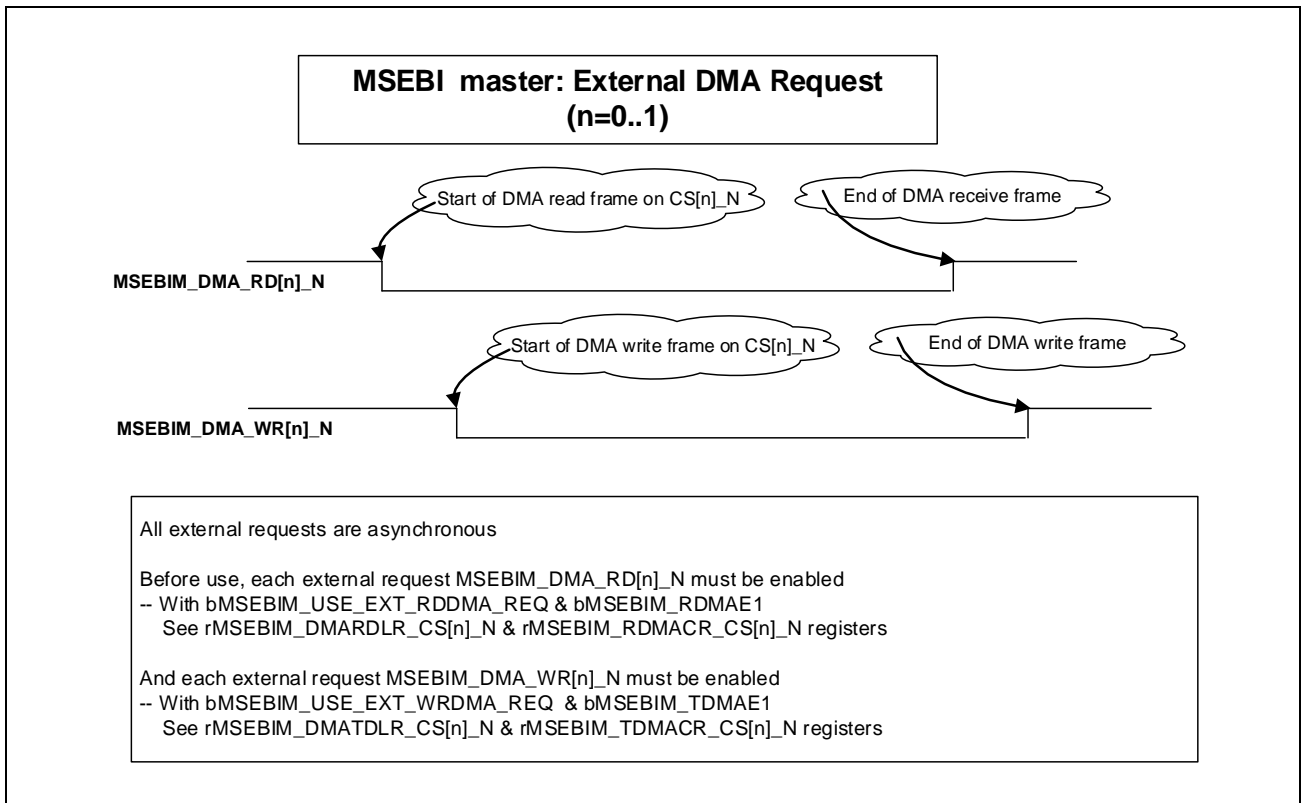 MSEBI master: External DMA Request
(n=0..1)
Start of DMA read frame on CS[n]_N
End of DMA receive frame
MSEBIM_DMA_RD[n]_N
Start of DMA write frame on CS[n]_N
End of DMA write frame
MSEBIM_DMA_WR[n]_N
All external requests are asynchronous
Before use, each external request MSEBIM_DMA_RD[n]_N must be enabled
-- With bMSEBIM_USE_EXT_RDDMA_REQ & bMSEBIM_RDMAE1
See rMSEBIM_DMARDLR_CS[n]_N & rMSEBIM_RDMACR_CS[n]_N registers
And each external request MSEBIM_DMA_WR[n]_N must be enabled
-- With bMSEBIM_USE_EXT_WRDMA_REQ & bMSEBIM_TDMAE1
See rMSEBIM_DMATDLR_CS[n]_N & rMSEBIM_TDMACR_CS[n]_N registers